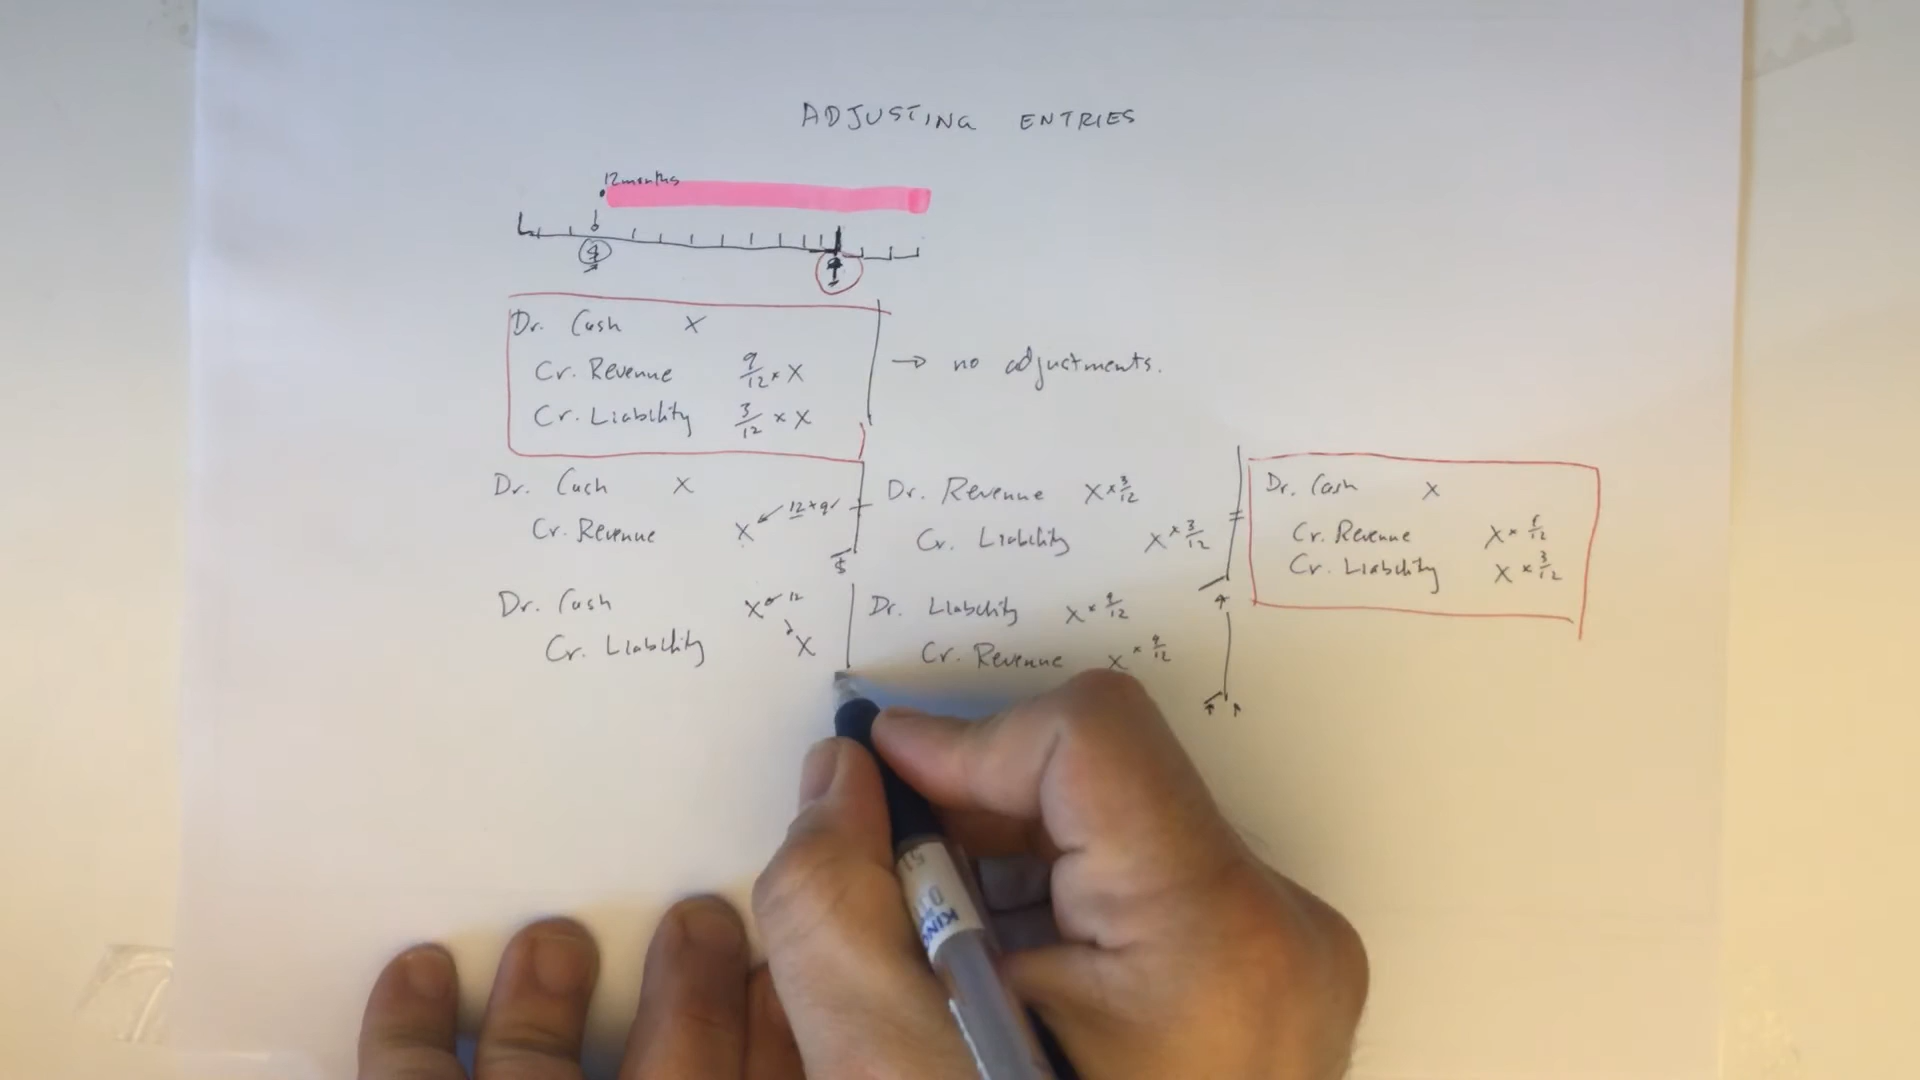 ADJUSTING ENTRIES
12 months
$
Dr. Cash X
Cr. Revenue 9/12 × X
Cr. Liability 3/12 × X
→ no adjustments.
Dr. Cash X
Cr. Revenue X
Dr. Revenue X × 3/12
Cr. Liability X × 3/12
Dr. Cash X
Cr. Revenue X ×
Cr. Liability X × 3/12
Dr. Cash X ← 12
Cr. Liability X
Dr. Liability X × 9/12
Cr. Revenue X × 9/12